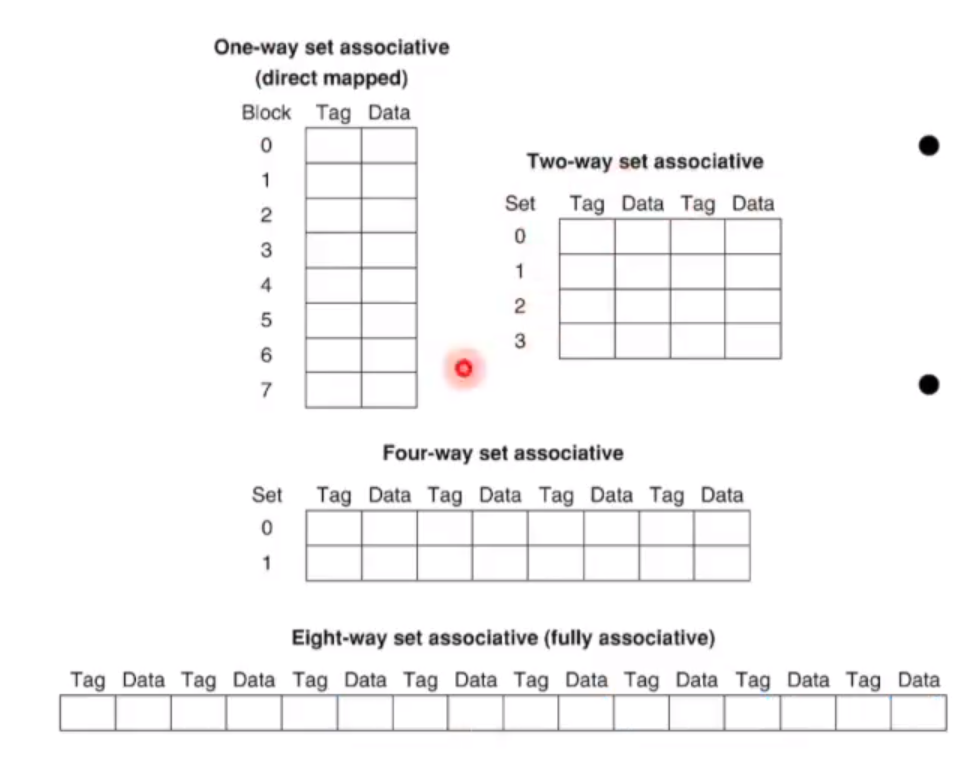 One-way set associative
(direct mapped)
Block Tag Data
0
1
2
3
4
5
6
7
Two-way set associative
Set Tag Data Tag Data
0
1
2
3
Four-way set associative
Set Tag Data Tag Data Tag Data Tag Data
0
1
Eight-way set associative (fully associative)
Tag Data Tag Data Tag Data Tag Data Tag Data Tag Data Tag Data Tag Data